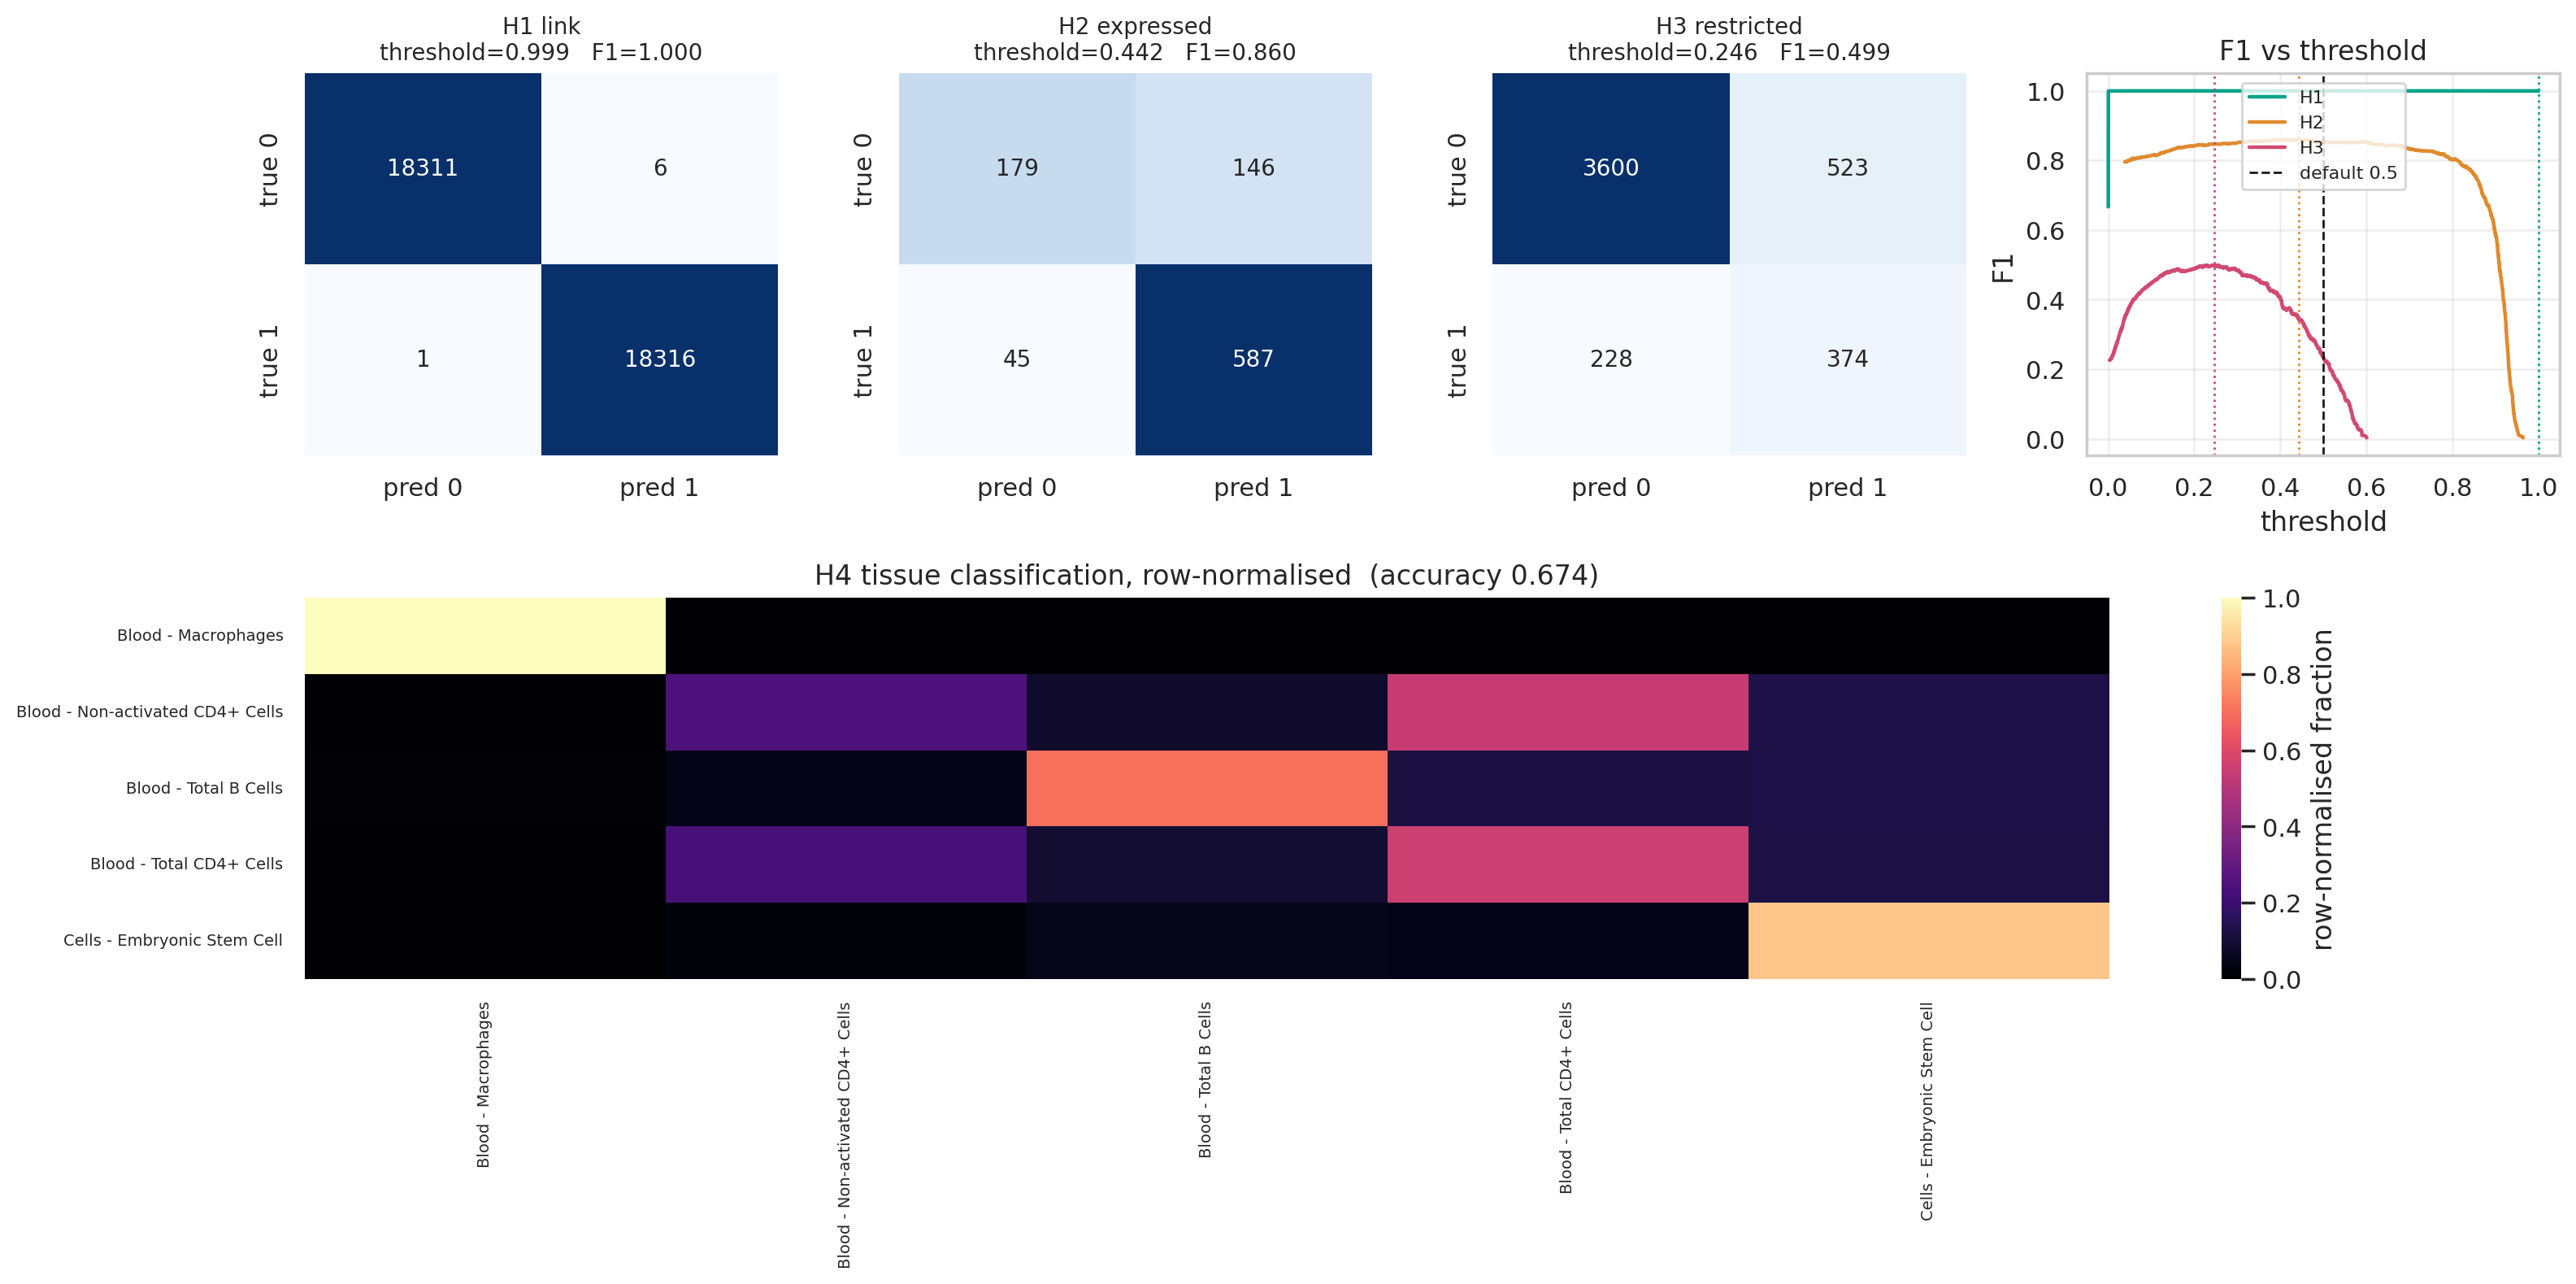 H1 link
threshold=0.999   F1=1.000
true 0
true 1
18311
6
1
18316
pred 0
pred 1
H2 expressed
threshold=0.442   F1=0.860
true 0
true 1
179
146
45
587
pred 0
pred 1
H3 restricted
threshold=0.246   F1=0.499
true 0
true 1
3600
523
228
374
pred 0
pred 1
F1 vs threshold
F1
1.0
0.8
0.6
0.4
0.2
0.0
H1
H2
H3
default 0.5
0.0
0.2
0.4
0.6
0.8
1.0
threshold
H4 tissue classification, row-normalised  (accuracy 0.674)
Blood - Macrophages
Blood - Non-activated CD4+ Cells
Blood - Total B Cells
Blood - Total CD4+ Cells
Cells - Embryonic Stem Cell
Blood - Macrophages
Blood - Non-activated CD4+ Cells
Blood - Total B Cells
Blood - Total CD4+ Cells
Cells - Embryonic Stem Cell
1.0
0.8
0.6
0.4
0.2
0.0
row-normalised fraction